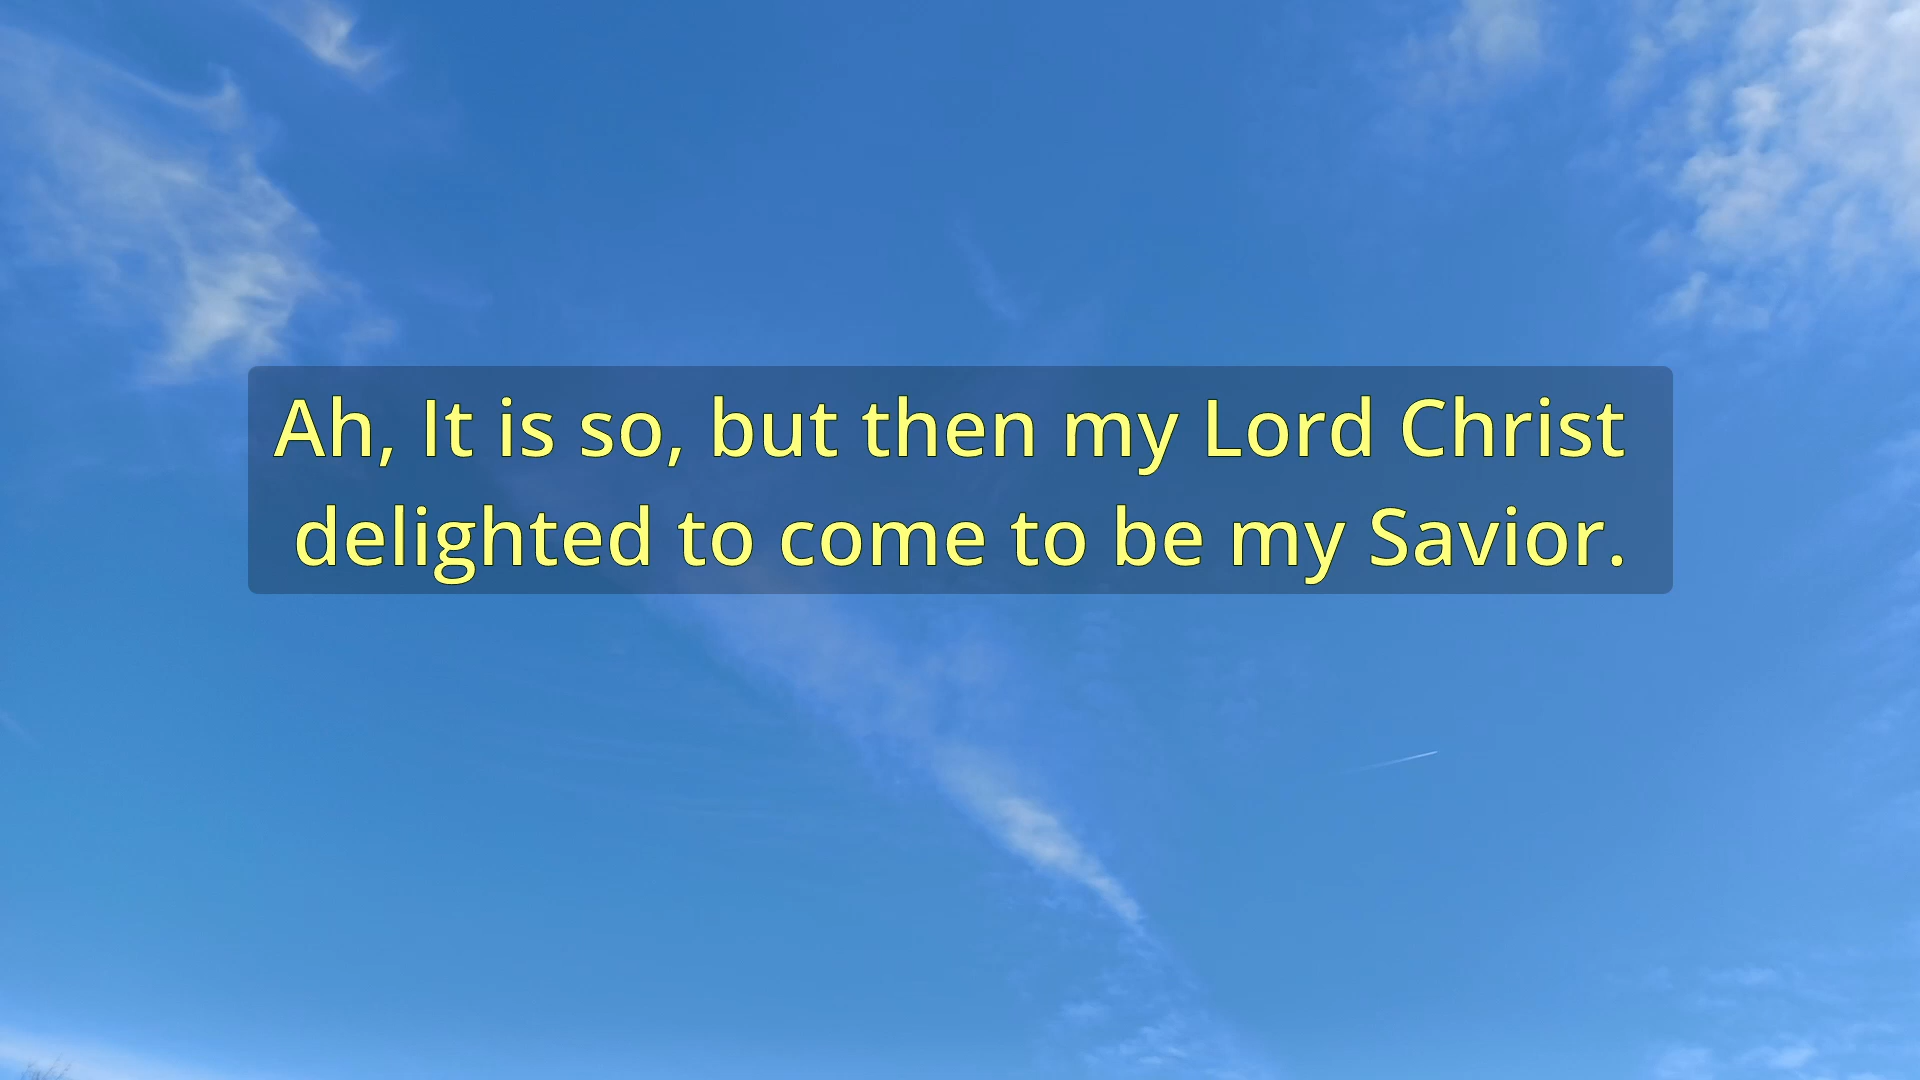 Ah, It is so, but then my Lord Christ
delighted to come to be my Savior.